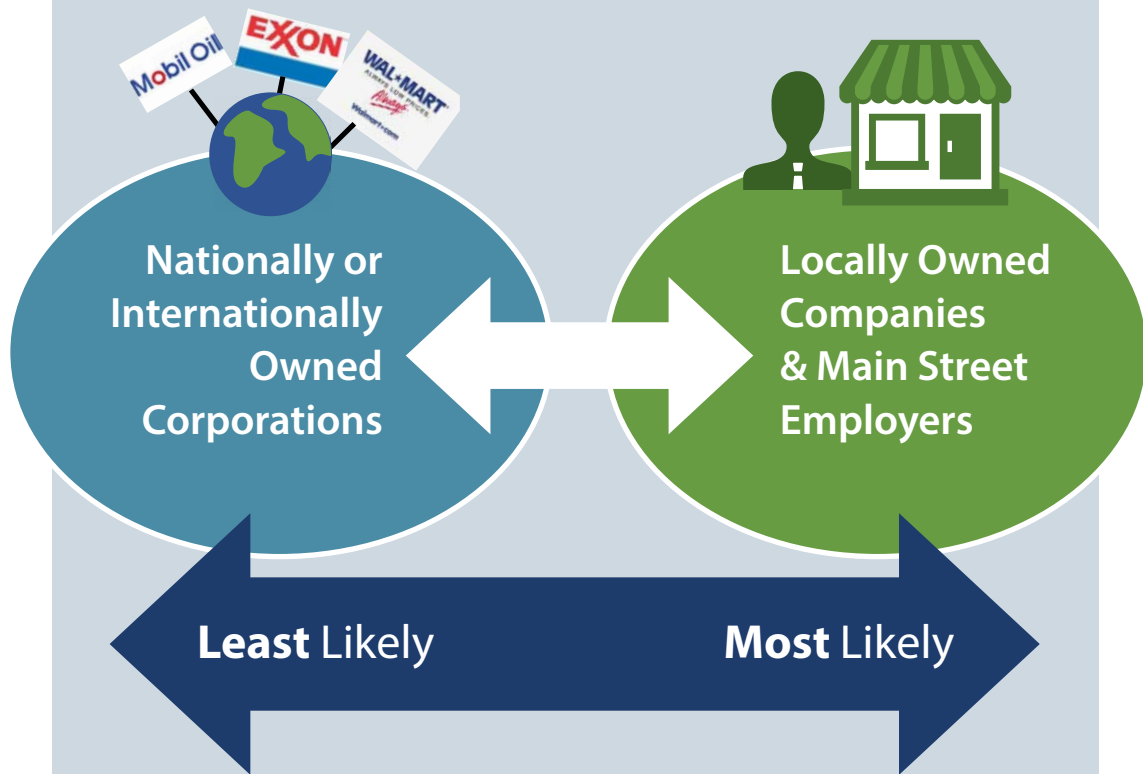 Mobil Oil
EXXON
WAL★MART
ALWAYS LOW PRICES.
Always
Walmart.com
Nationally or
Internationally
Owned
Corporations
Locally Owned
Companies
& Main Street
Employers
Least Likely
Most Likely